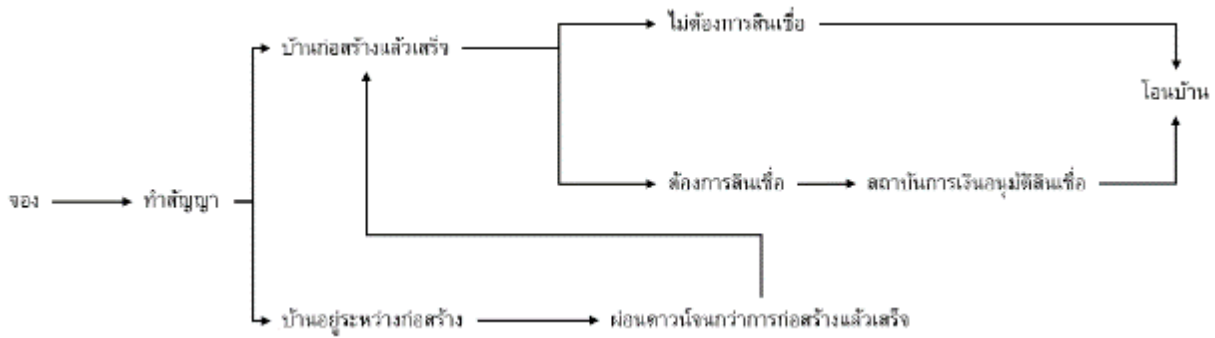 ไม่ต้องการสินเชื่อ
บ้านก่อสร้างแล้วเสร็จ
โอนบ้าน
ต้องการสินเชื่อ
สถาบันการเงินอนุมัติสินเชื่อ
จอง
ทำสัญญา
บ้านอยู่ระหว่างก่อสร้าง
ผ่อนดาวน์จนกว่าการก่อสร้างแล้วเสร็จ